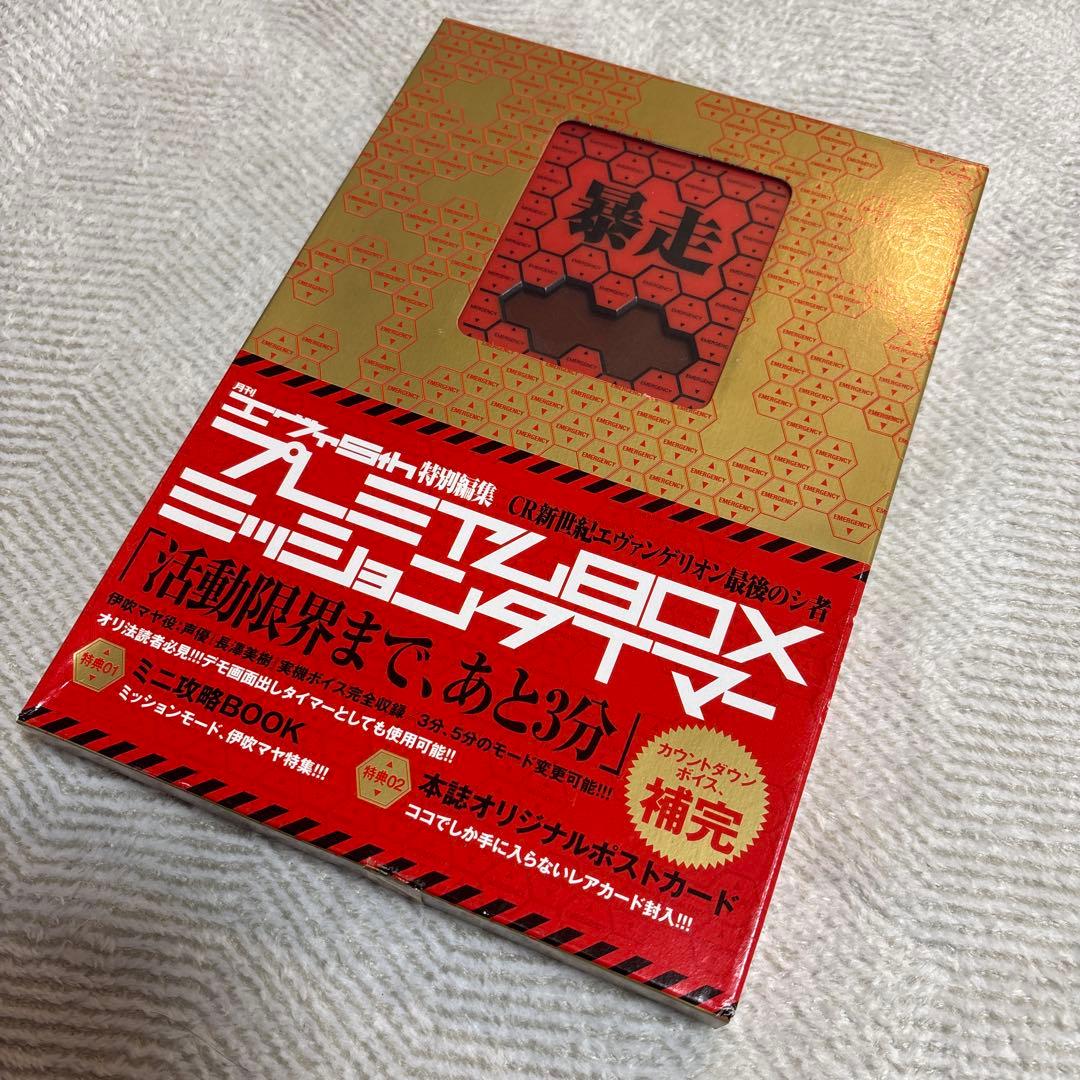 暴走
EMERGENCY
月刊
エヴァ5th 特別編集 CR新世紀エヴァンゲリオン最後のシ者
プレミアムBOX
ミッションタイマー
「活動限界まで、あと3分」
伊吹マヤ役:声優/長澤美樹/実機ボイス完全収録 3分、5分のモード変更可能!!!
オリ法読者必見!!!デモ画面出しタイマーとしても使用可能!!
特典01
ミニ攻略BOOK
ミッションモード、伊吹マヤ特集!!!
特典02
本誌オリジナルポストカード
ココでしか手に入らないレアカード封入!!!
カウントダウン
ボイス、
補完